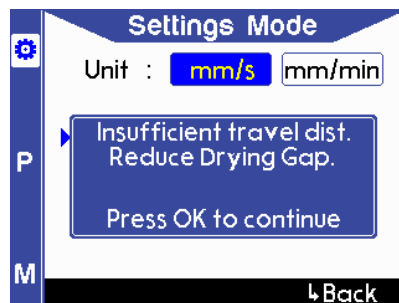 Settings Mode
Unit : mm/s mm/min
Insufficient travel dist.
Reduce Drying Gap.
P
Press OK to continue
M
↳Back